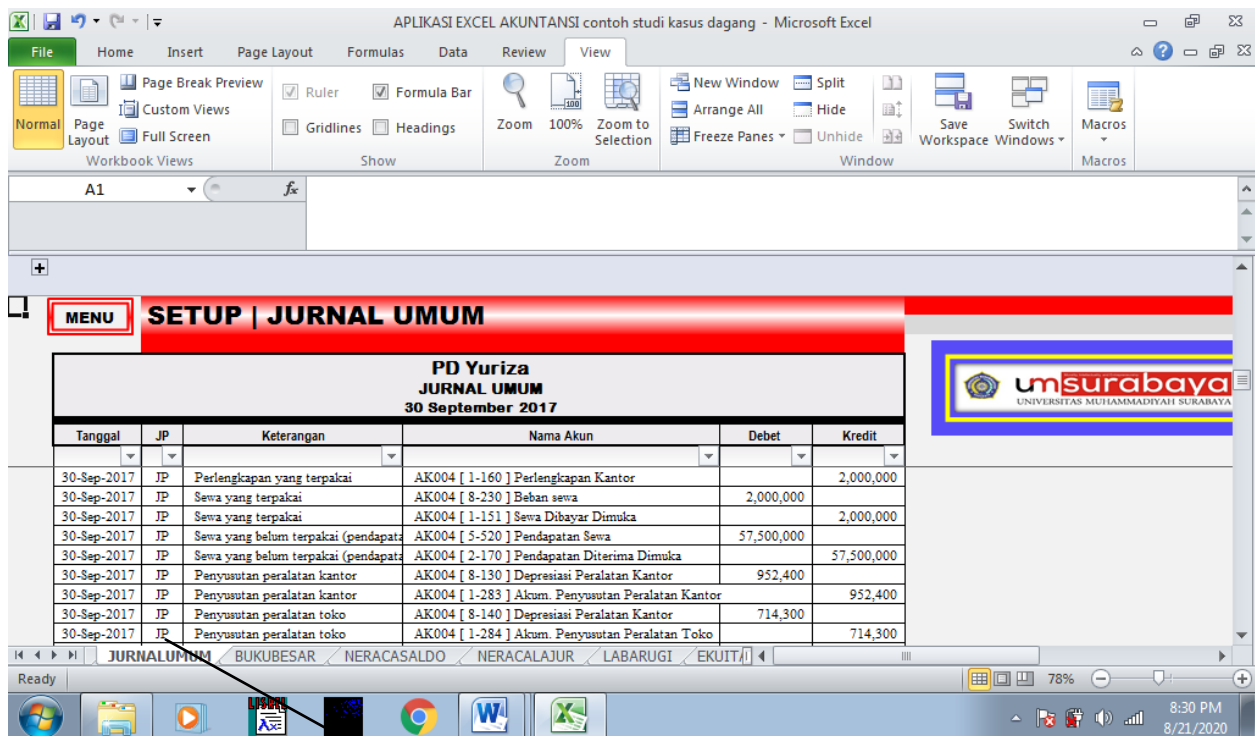 APLIKASI EXCEL AKUNTANSI contoh studi kasus dagang - Microsoft Excel
File Home Insert Page Layout Formulas Data Review View
Normal
Page Layout
Page Break Preview
Custom Views
Full Screen
Workbook Views
Ruler
Formula Bar
Gridlines
Headings
Show
Zoom
100%
Zoom to Selection
Zoom
New Window
Arrange All
Freeze Panes
Split
Hide
Unhide
Save Workspace
Switch Windows
Window
Macros
Macros
A1
fx
MENU
SETUP | JURNAL UMUM
PD Yuriza
JURNAL UMUM
30 September 2017
umsurabaya
UNIVERSITAS MUHAMMADIYAH SURABAYA
Tanggal JP Keterangan Nama Akun Debet Kredit
30-Sep-2017 JP Perlengkapan yang terpakai AK004 [ 1-160 ] Perlengkapan Kantor 2,000,000
30-Sep-2017 JP Sewa yang terpakai AK004 [ 8-230 ] Beban sewa 2,000,000
30-Sep-2017 JP Sewa yang terpakai AK004 [ 1-151 ] Sewa Dibayar Dimuka 2,000,000
30-Sep-2017 JP Sewa yang belum terpakai (pendapata AK004 [ 5-520 ] Pendapatan Sewa 57,500,000
30-Sep-2017 JP Sewa yang belum terpakai (pendapata AK004 [ 2-170 ] Pendapatan Diterima Dimuka 57,500,000
30-Sep-2017 JP Penyusutan peralatan kantor AK004 [ 8-130 ] Depresiasi Peralatan Kantor 952,400
30-Sep-2017 JP Penyusutan peralatan kantor AK004 [ 1-283 ] Akum. Penyusutan Peralatan Kantor 952,400
30-Sep-2017 JP Penyusutan peralatan toko AK004 [ 8-140 ] Depresiasi Peralatan Kantor 714,300
30-Sep-2017 JP Penyusutan peralatan toko AK004 [ 1-284 ] Akum. Penyusutan Peralatan Toko 714,300
JURNALUMUM BUKUBESAR NERACASALDO NERACALAJUR LABARUGI EKUITA
Ready
78%
LISREL
8:30 PM
8/21/2020